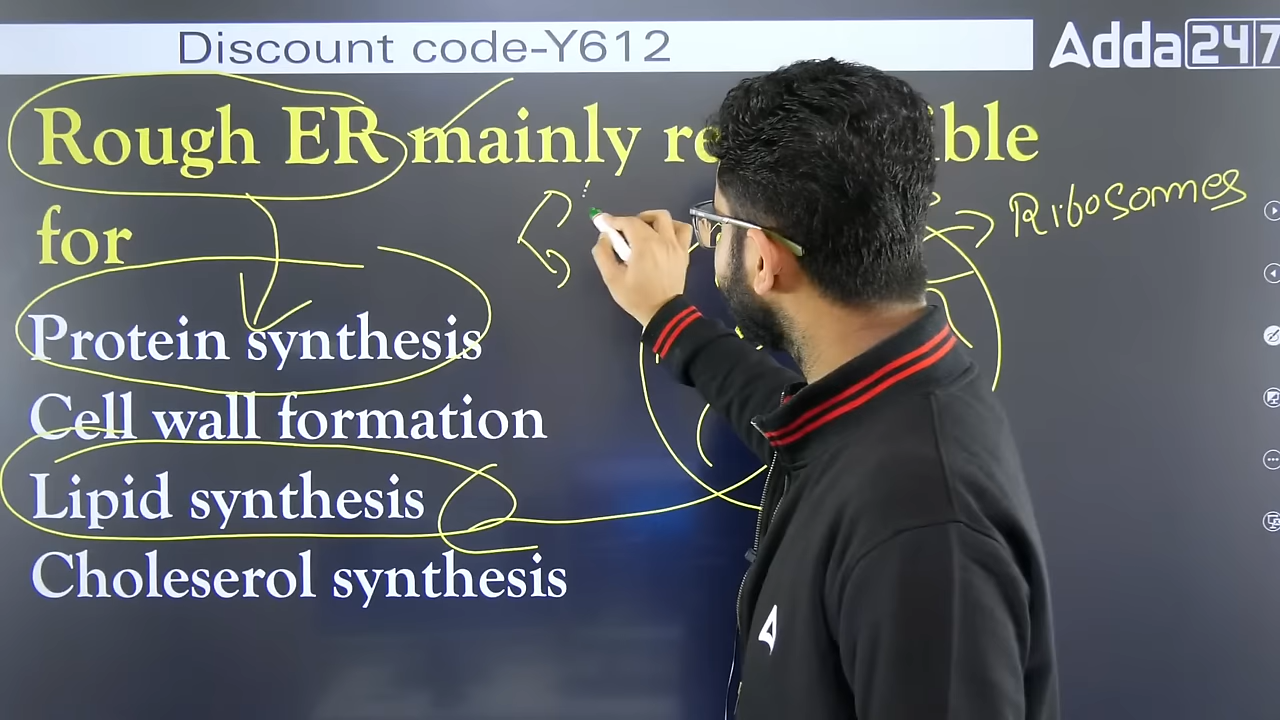 Discount code-Y612
Adda247
Rough ER mainly re ible
for
Ribosomes
Protein synthesis
Cell wall formation
Lipid synthesis
Choleserol synthesis